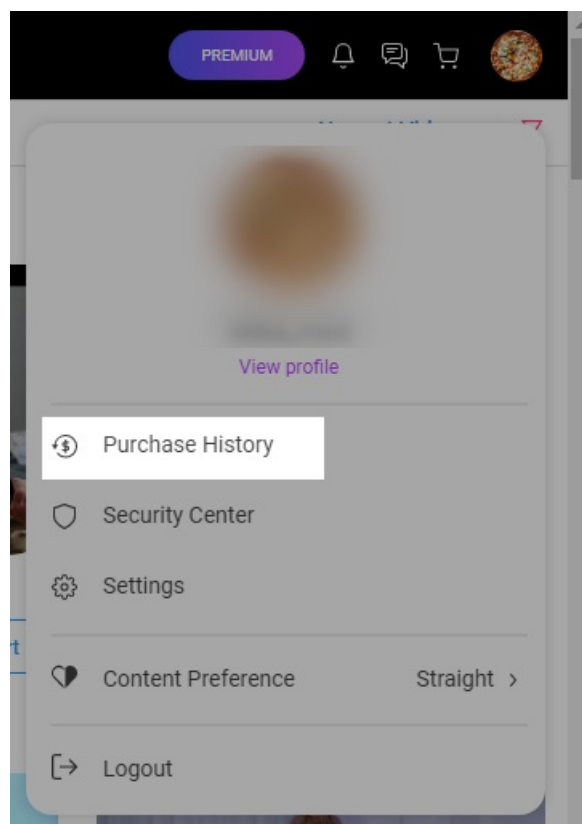 PREMIUM
View profile
Purchase History
Security Center
Settings
Content Preference
Straight
Logout